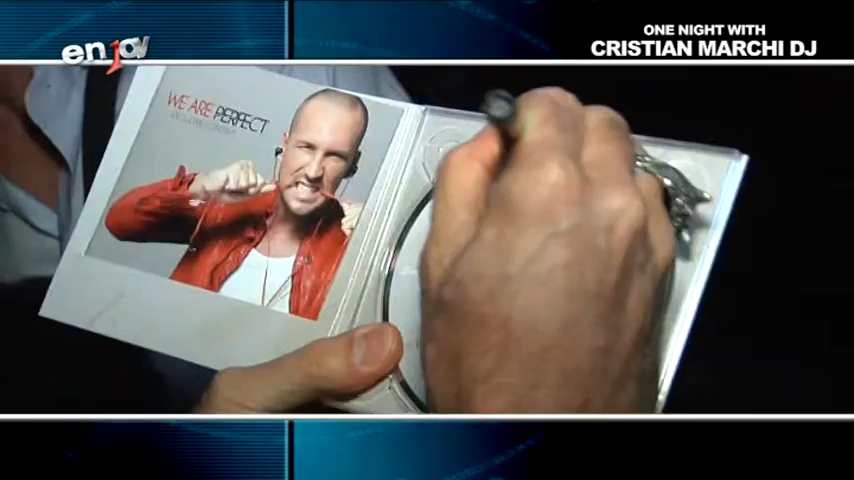 enjoy
ONE NIGHT WITH
CRISTIAN MARCHI DJ
WE ARE PERFECT